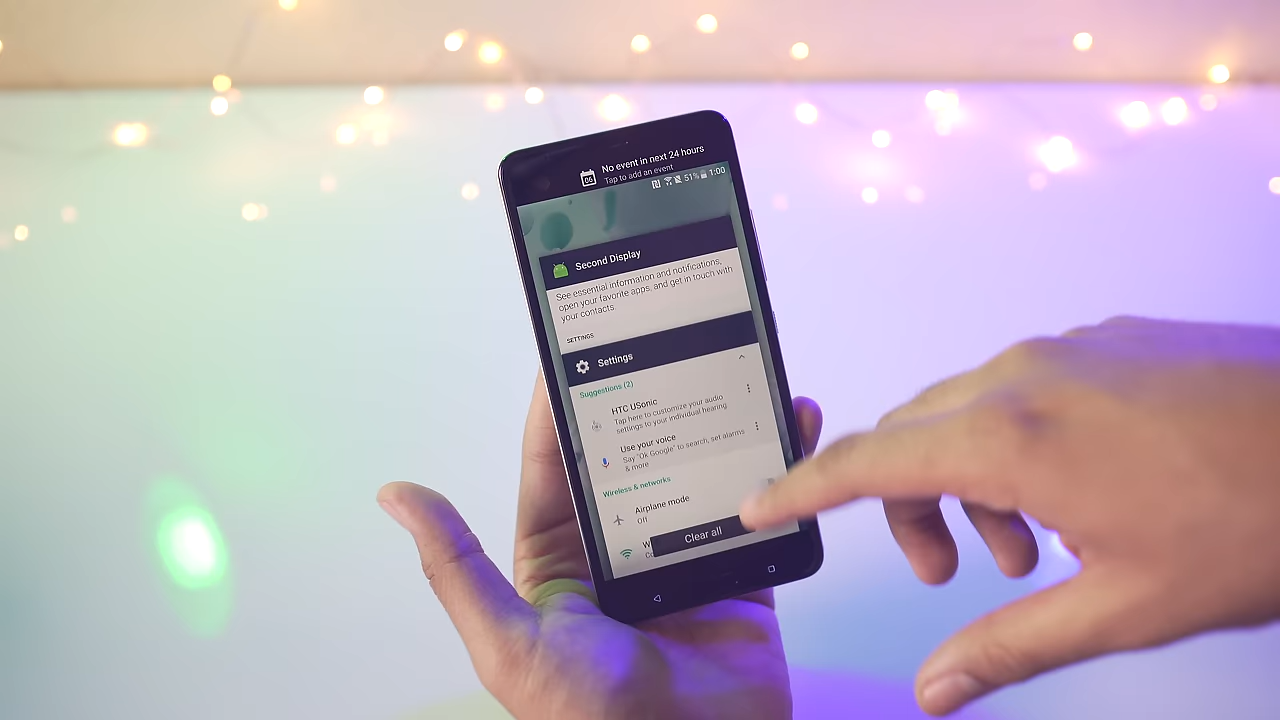 No event in next 24 hours
Tap to add an event
06
51% 1:00
Second Display
See essential information and notifications,
open your favorite apps, and get in touch with
your contacts.
SETTINGS
Settings
Suggestions (2)
HTC USonic
Tap here to customize your audio
settings to your individual hearing.
Use your voice
Say "Ok Google" to search, set alarms
& more
Wireless & networks
Airplane mode
Off
Clear all